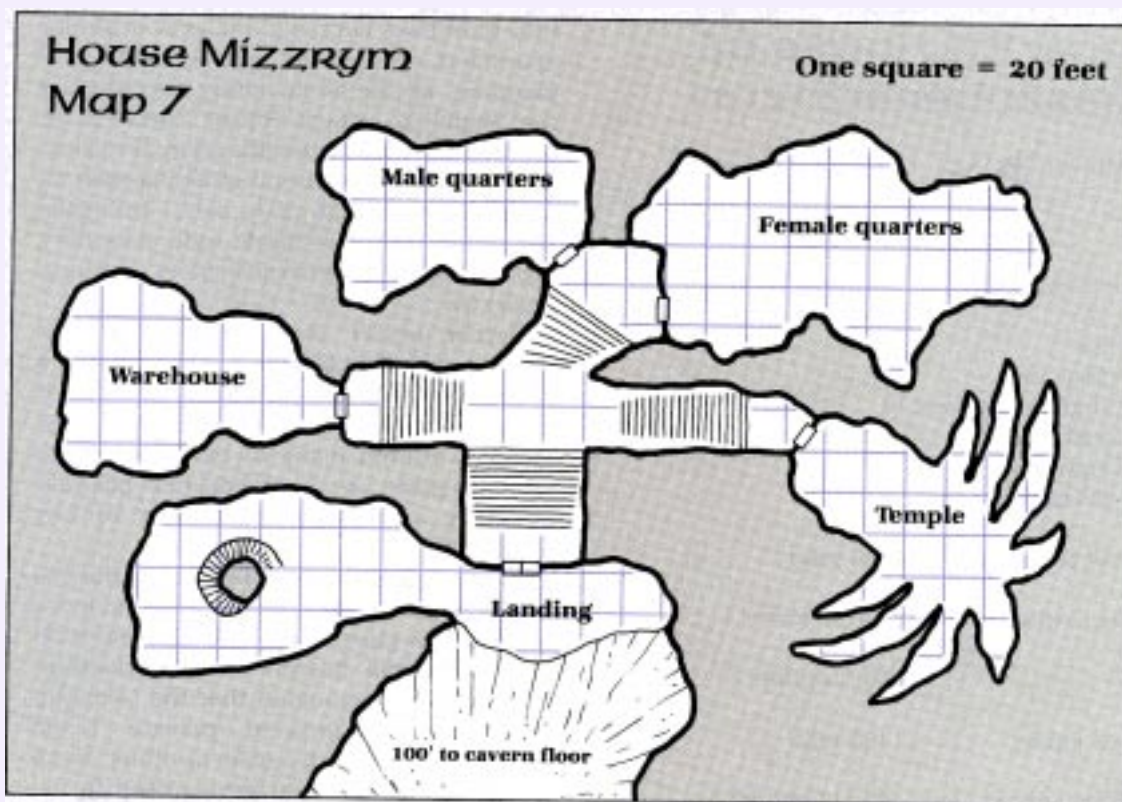 House Mizzrym
Map 7
One square = 20 feet
Male quarters
Female quarters
Warehouse
Temple
Landing
100' to cavern floor